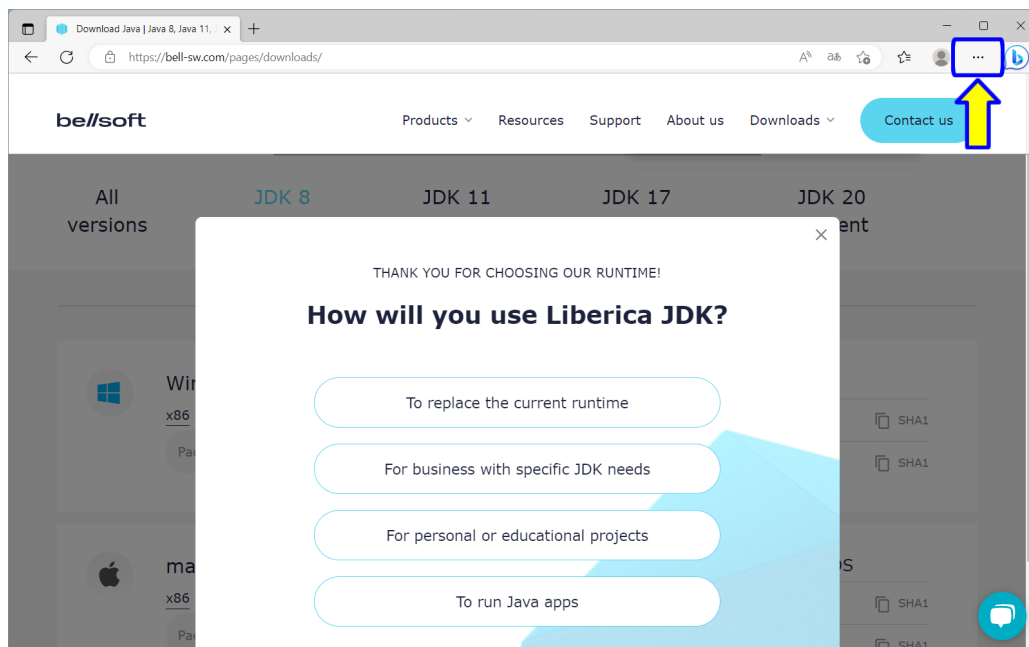 Download Java | Java 8, Java 11,
https://bell-sw.com/pages/downloads/
bellsoft
Products
Resources
Support
About us
Downloads
Contact us
All versions
JDK 8
JDK 11
JDK 17
JDK 20
THANK YOU FOR CHOOSING OUR RUNTIME!
How will you use Liberica JDK?
To replace the current runtime
For business with specific JDK needs
For personal or educational projects
To run Java apps
x86
SHA1
SHA1
x86
SHA1
SHA1